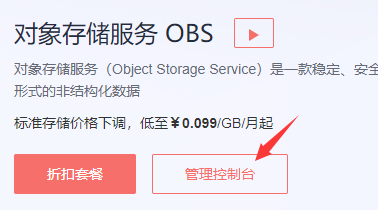 对象存储服务 OBS
对象存储服务（Object Storage Service）是一款稳定、安全
形式的非结构化数据
标准存储价格下调，低至¥0.099/GB/月起
折扣套餐
管理控制台